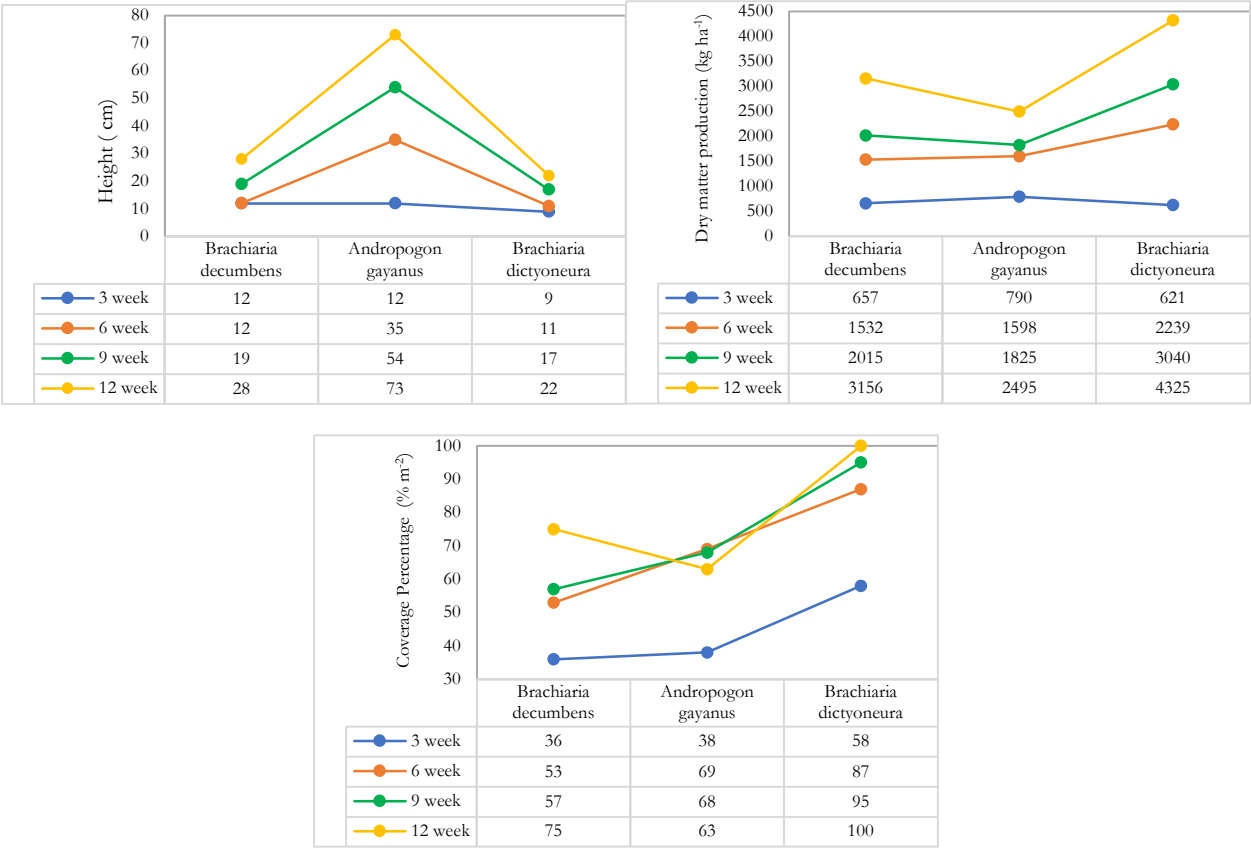 80
70
60
50
40
30
20
10
0
Height ( cm)
Brachiaria decumbens
Andropogon gayanus
Brachiaria dictyoneura
3 week 12 12 9
6 week 12 35 11
9 week 19 54 17
12 week 28 73 22
4500
4000
3500
3000
2500
2000
1500
1000
500
0
Dry matter production (kg ha-1)
Brachiaria decumbens
Andropogon gayanus
Brachiaria dictyoneura
3 week 657 790 621
6 week 1532 1598 2239
9 week 2015 1825 3040
12 week 3156 2495 4325
100
90
80
70
60
50
40
30
Coverage Percentage (% m-2)
Brachiaria decumbens
Andropogon gayanus
Brachiaria dictyoneura
3 week 36 38 58
6 week 53 69 87
9 week 57 68 95
12 week 75 63 100